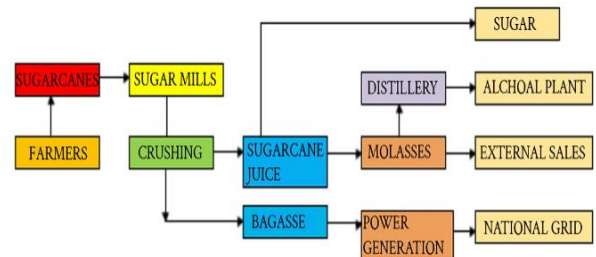 SUGAR
SUGARCANES
SUGAR MILLS
DISTILLERY
ALCHOAL PLANT
FARMERS
CRUSHING
SUGARCANE
JUICE
MOLASSES
EXTERNAL SALES
BAGASSE
POWER
GENERATION
NATIONAL GRID